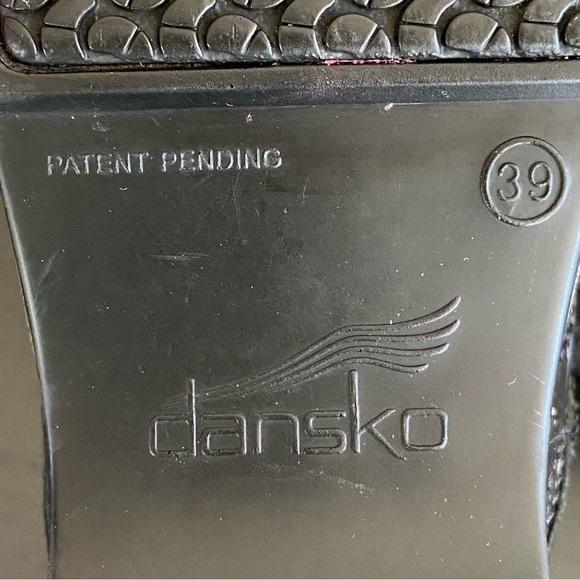 PATENT PENDING
39
dansko